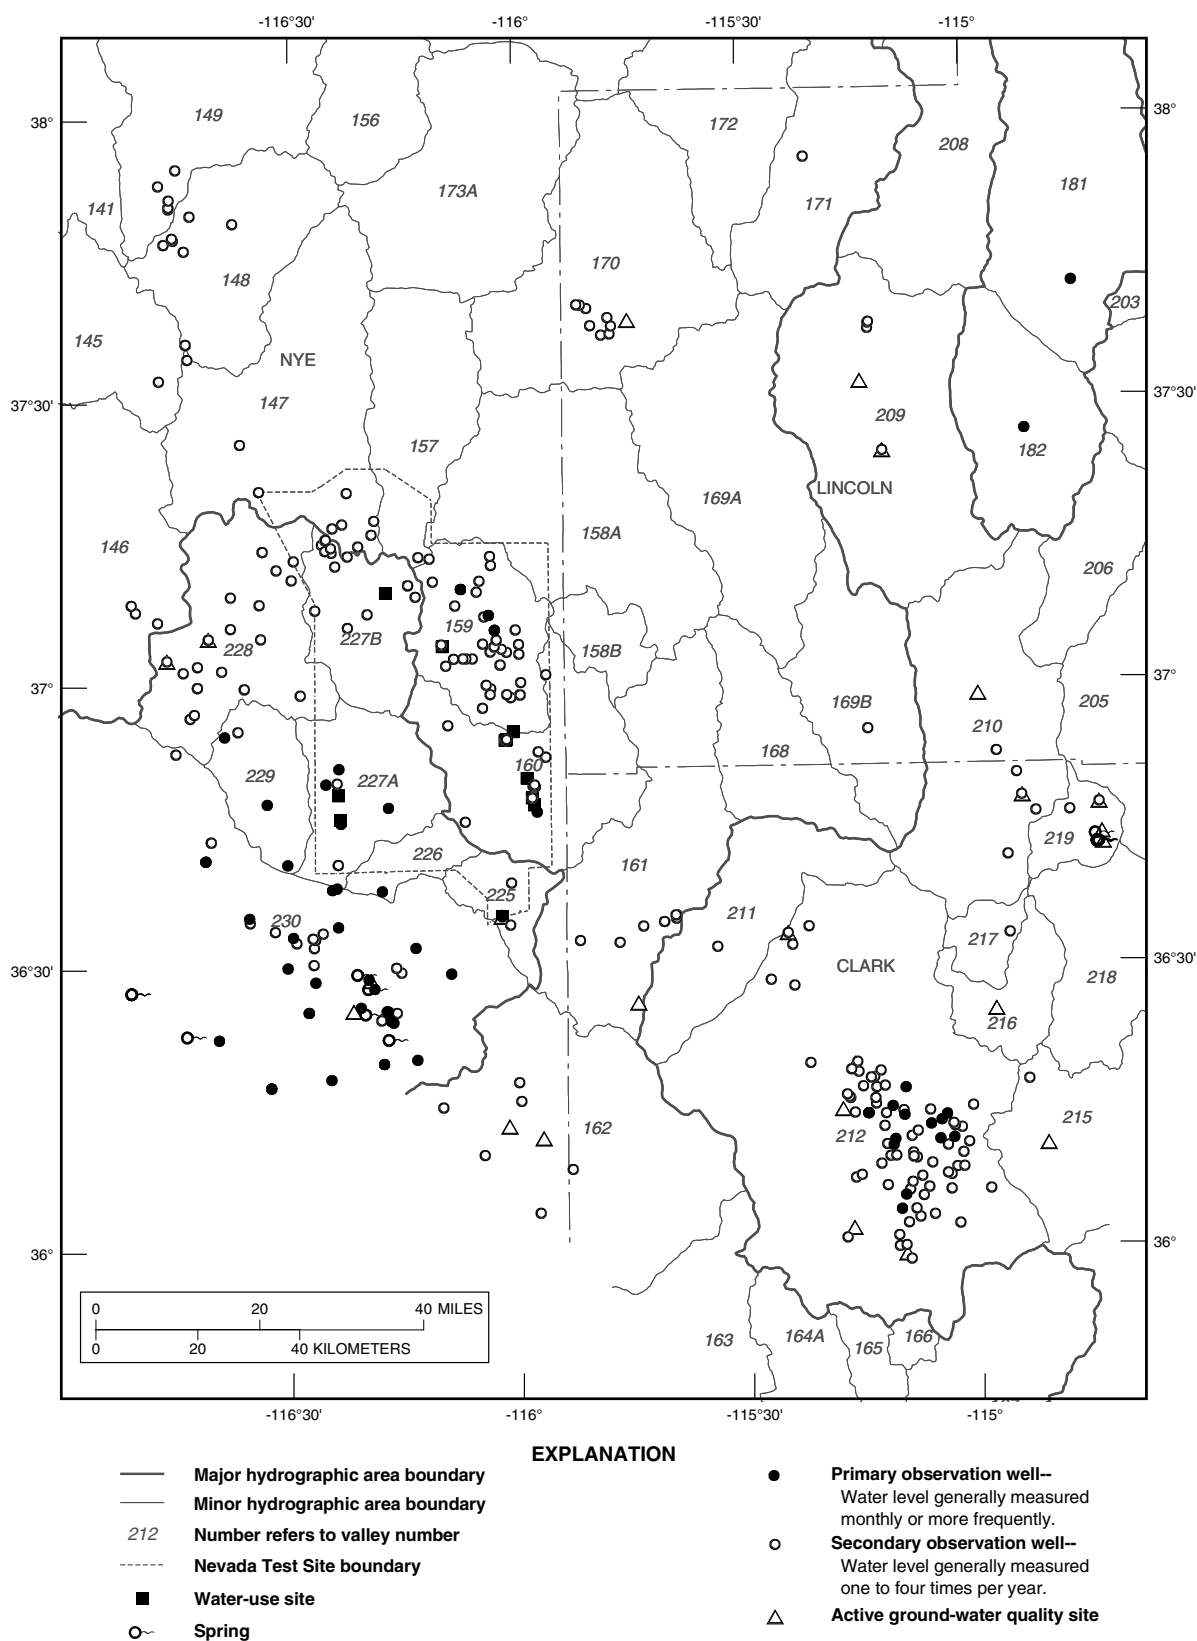 -116°30'
-116°
-115°30'
-115°
38°
38°
149
156
172
208
181
173A
141
171
170
148
203
145
NYE
37°30'
37°30'
147
209
157
182
LINCOLN
169A
146
158A
206
159
228
227B
158B
37°
37°
169B
205
210
168
160
229
227A
219
226
161
225
211
230
217
CLARK
36°30'
36°30'
218
216
215
162
212
36°
36°
0 20 40 MILES
0 20 40 KILOMETERS
163
164A
165
166
-116°30'
-116°
-115°30'
-115°
EXPLANATION
Major hydrographic area boundary
Minor hydrographic area boundary
212 Number refers to valley number
Nevada Test Site boundary
Water-use site
Spring
Primary observation well--
Water level generally measured
monthly or more frequently.
Secondary observation well--
Water level generally measured
one to four times per year.
Active ground-water quality site